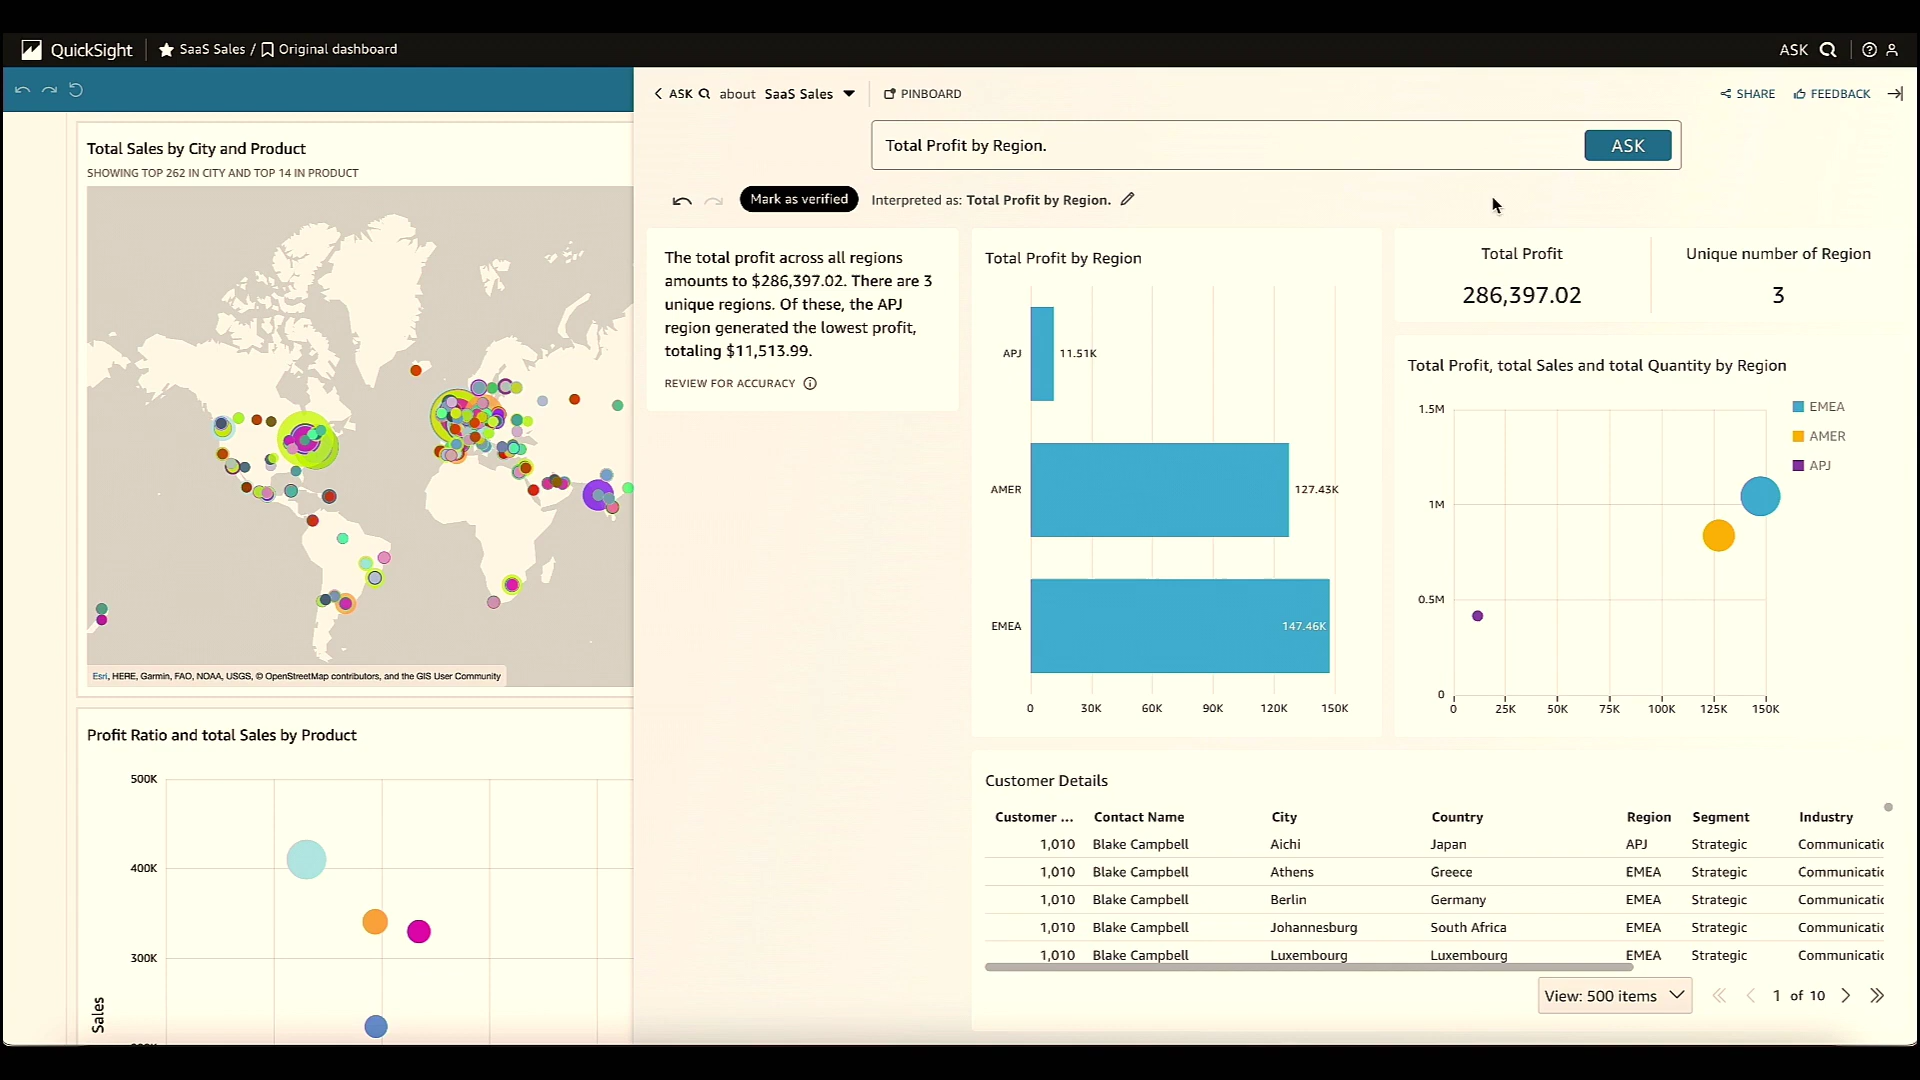 QuickSight
SaaS Sales / Original dashboard
ASK
Total Sales by City and Product
SHOWING TOP 262 IN CITY AND TOP 14 IN PRODUCT
Esri, HERE, Garmin, FAO, NOAA, USGS, © OpenStreetMap contributors, and the GIS User Community
Profit Ratio and total Sales by Product
500K
400K
300K
Sales
ASK about SaaS Sales
PINBOARD
SHARE
FEEDBACK
Total Profit by Region.
ASK
Mark as verified
Interpreted as: Total Profit by Region.
The total profit across all regions
amounts to $286,397.02. There are 3
unique regions. Of these, the APJ
region generated the lowest profit,
totaling $11,513.99.
REVIEW FOR ACCURACY
Total Profit by Region
APJ 11.51K
AMER 127.43K
EMEA 147.46K
0 30K 60K 90K 120K 150K
Total Profit
286,397.02
Unique number of Region
3
Total Profit, total Sales and total Quantity by Region
1.5M
1M
0.5M
0
0 25K 50K 75K 100K 125K 150K
EMEA
AMER
APJ
Customer Details
Customer ... Contact Name City Country Region Segment Industry
1,010 Blake Campbell Aichi Japan APJ Strategic Communicatic
1,010 Blake Campbell Athens Greece EMEA Strategic Communicatic
1,010 Blake Campbell Berlin Germany EMEA Strategic Communicatic
1,010 Blake Campbell Johannesburg South Africa EMEA Strategic Communicatic
1,010 Blake Campbell Luxembourg Luxembourg EMEA Strategic Communicatic
View: 500 items
1 of 10